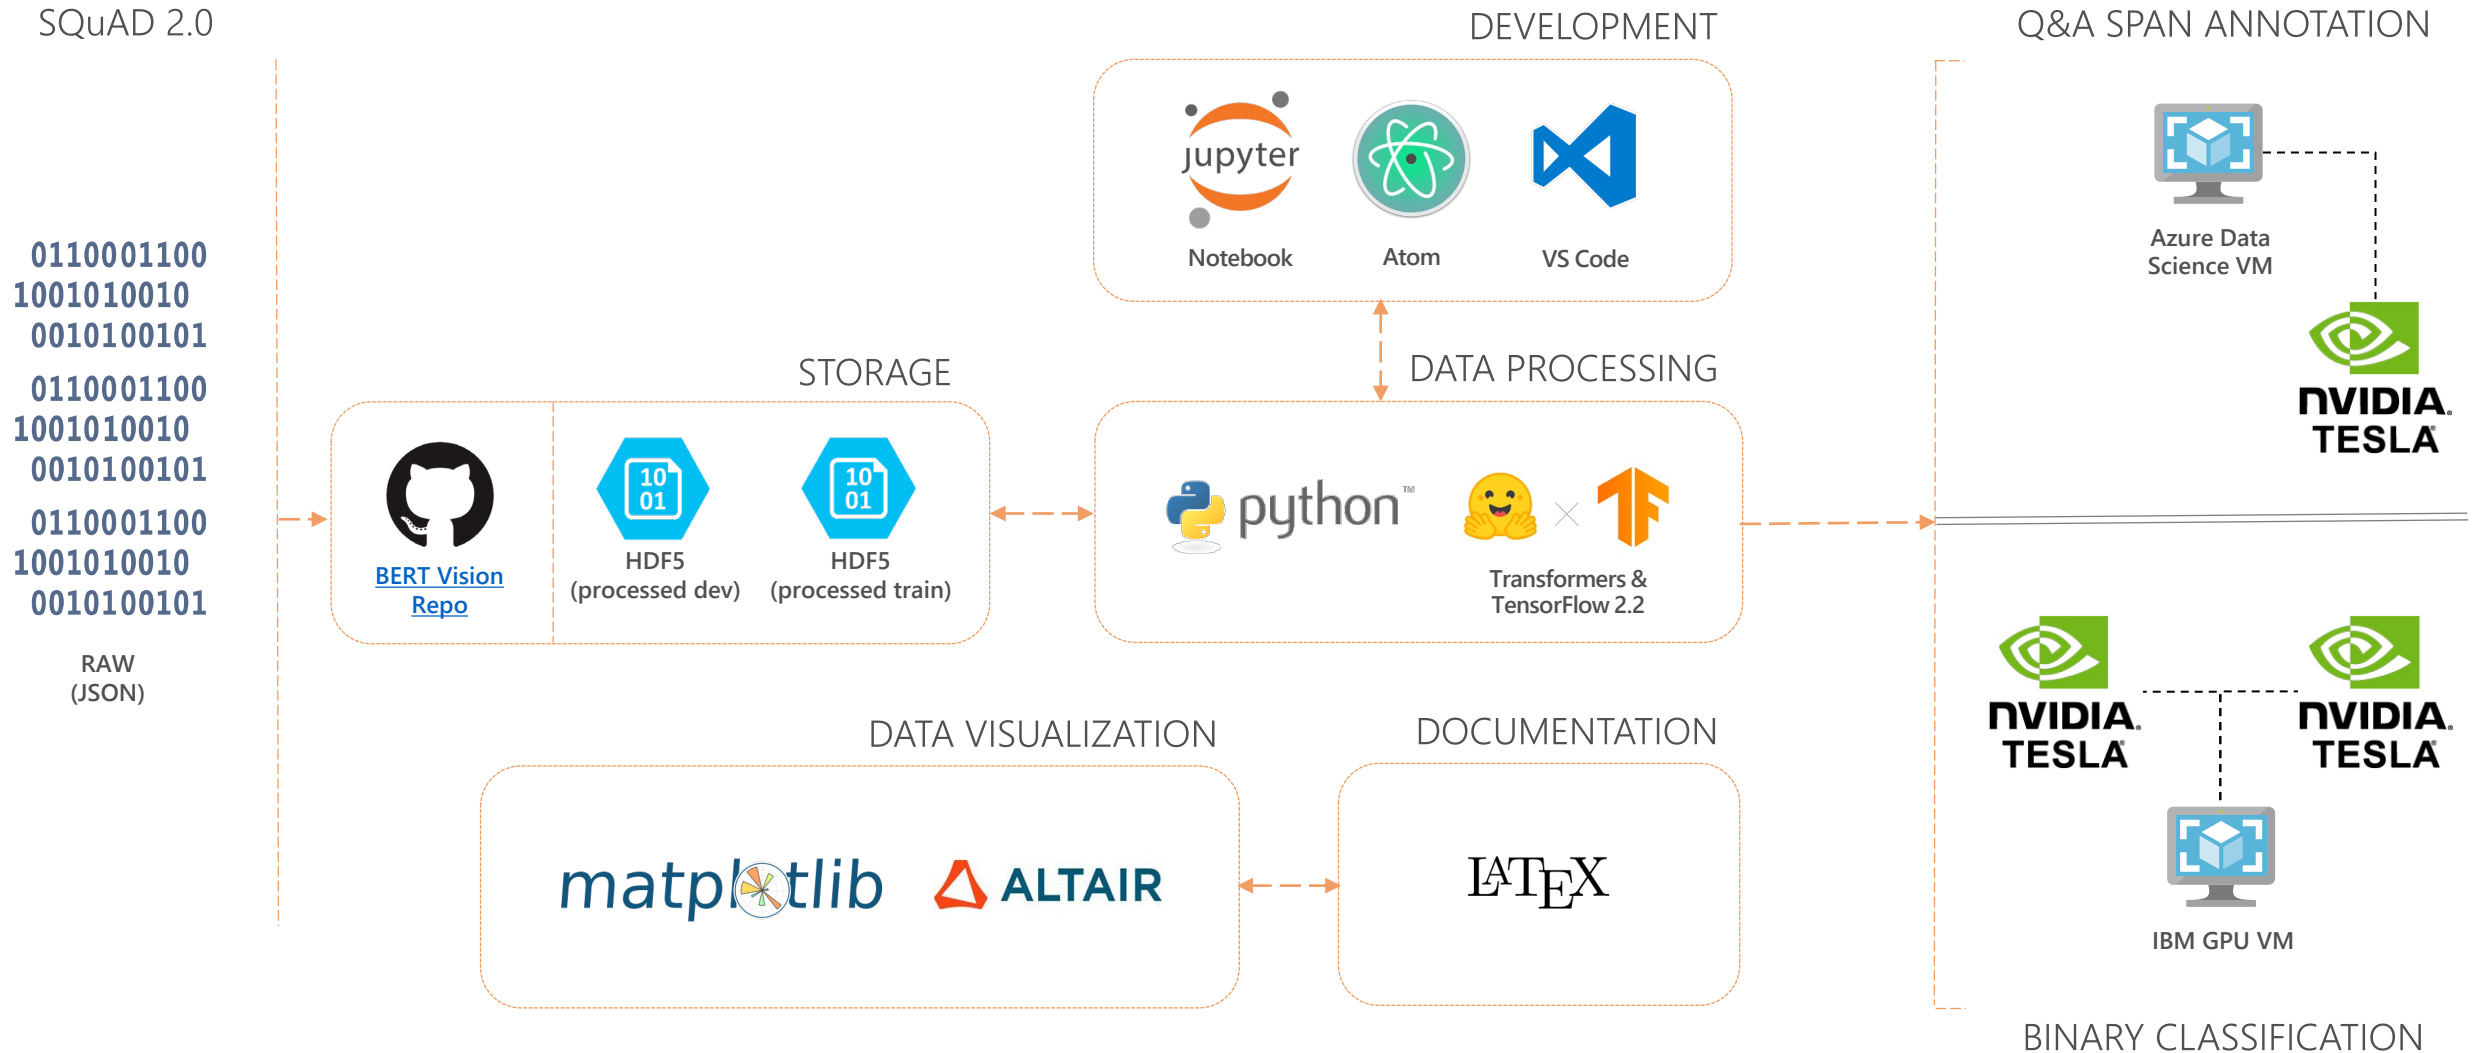 SQuAD 2.0
0110001100
1001010010
0010100101
0110001100
1001010010
0010100101
0110001100
1001010010
0010100101
RAW
(JSON)
STORAGE
BERT Vision
Repo
10
01
HDF5
(processed dev)
10
01
HDF5
(processed train)
DEVELOPMENT
jupyter
Notebook
Atom
VS Code
DATA PROCESSING
python™
Transformers &
TensorFlow 2.2
DATA VISUALIZATION
matplotlib
ALTAIR
DOCUMENTATION
LATEX
Q&A SPAN ANNOTATION
Azure Data
Science VM
NVIDIA®
TESLA®
NVIDIA®
TESLA®
NVIDIA®
TESLA®
IBM GPU VM
BINARY CLASSIFICATION